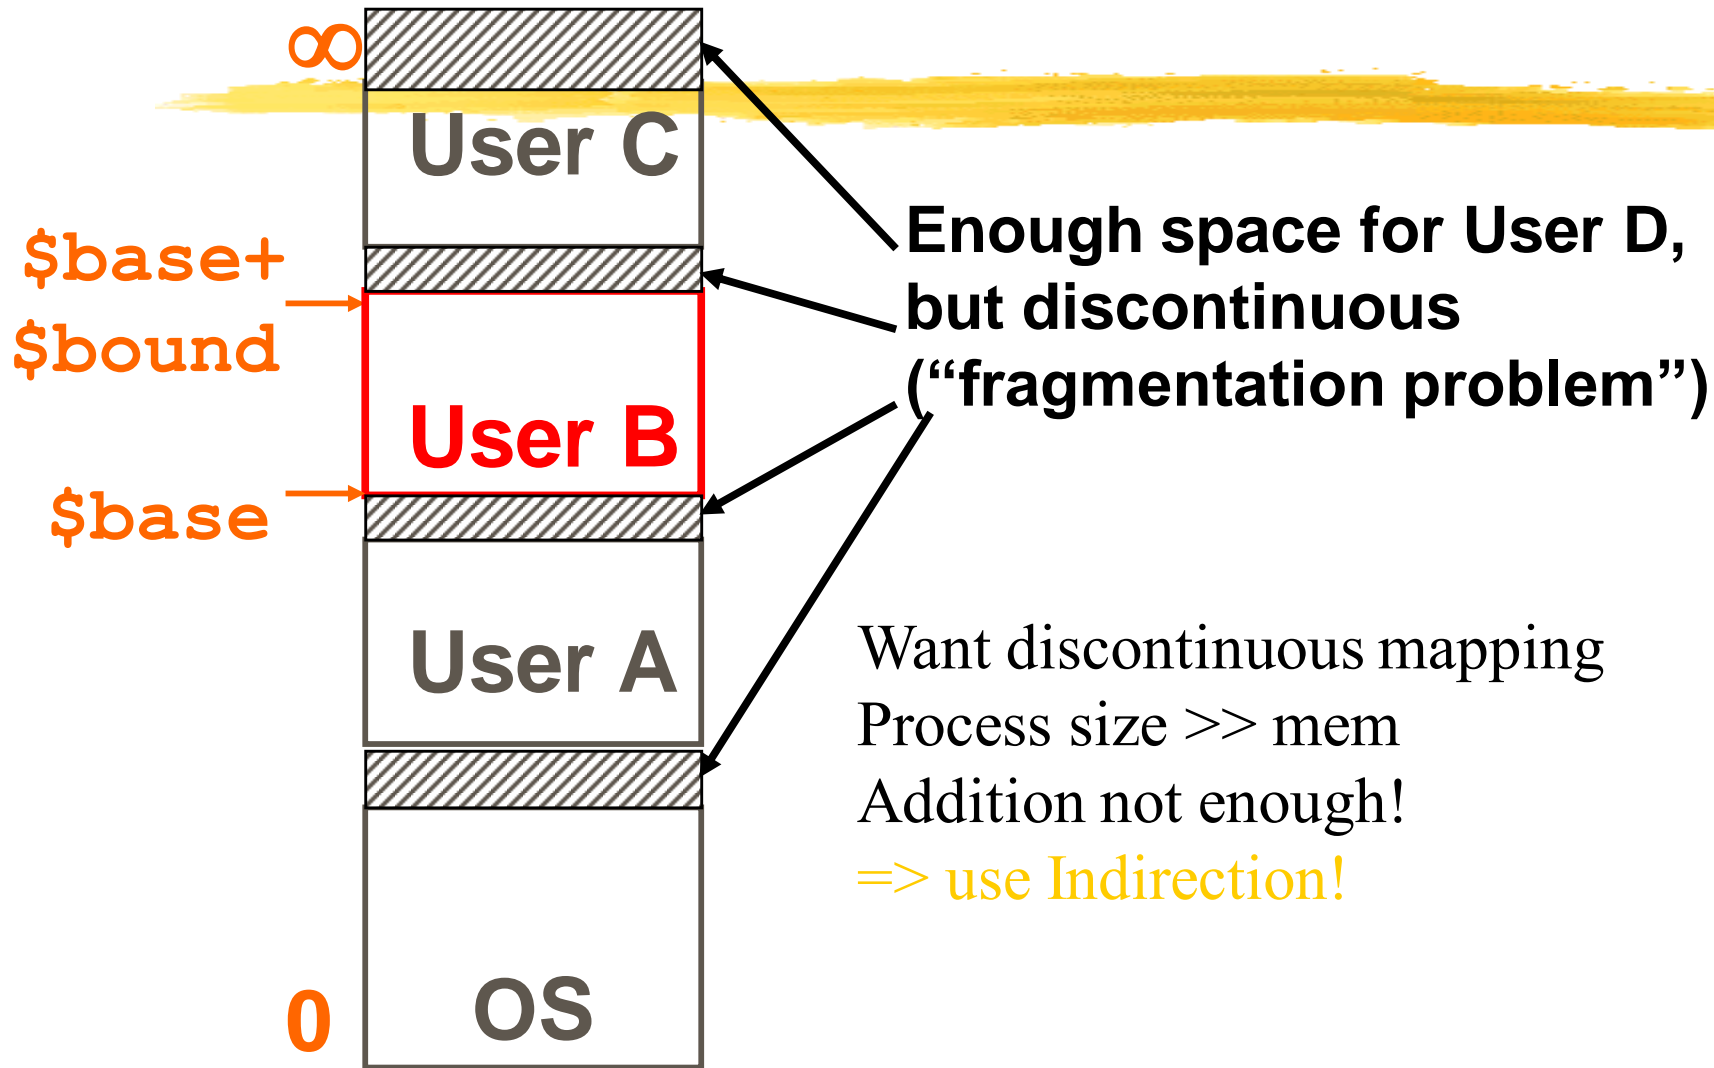 ∞
User C
$base+
$bound
User B
$base
User A
OS
0
Enough space for User D,
but discontinuous
(“fragmentation problem”)
Want discontinuous mapping
Process size >> mem
Addition not enough!
=> use Indirection!